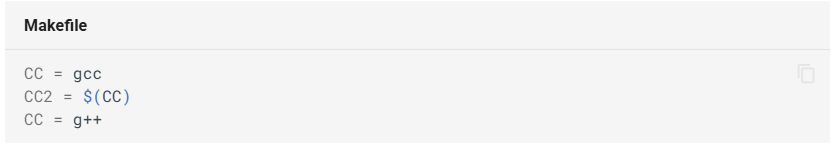 Makefile
CC = gcc
CC2 = $(CC)
CC = g++